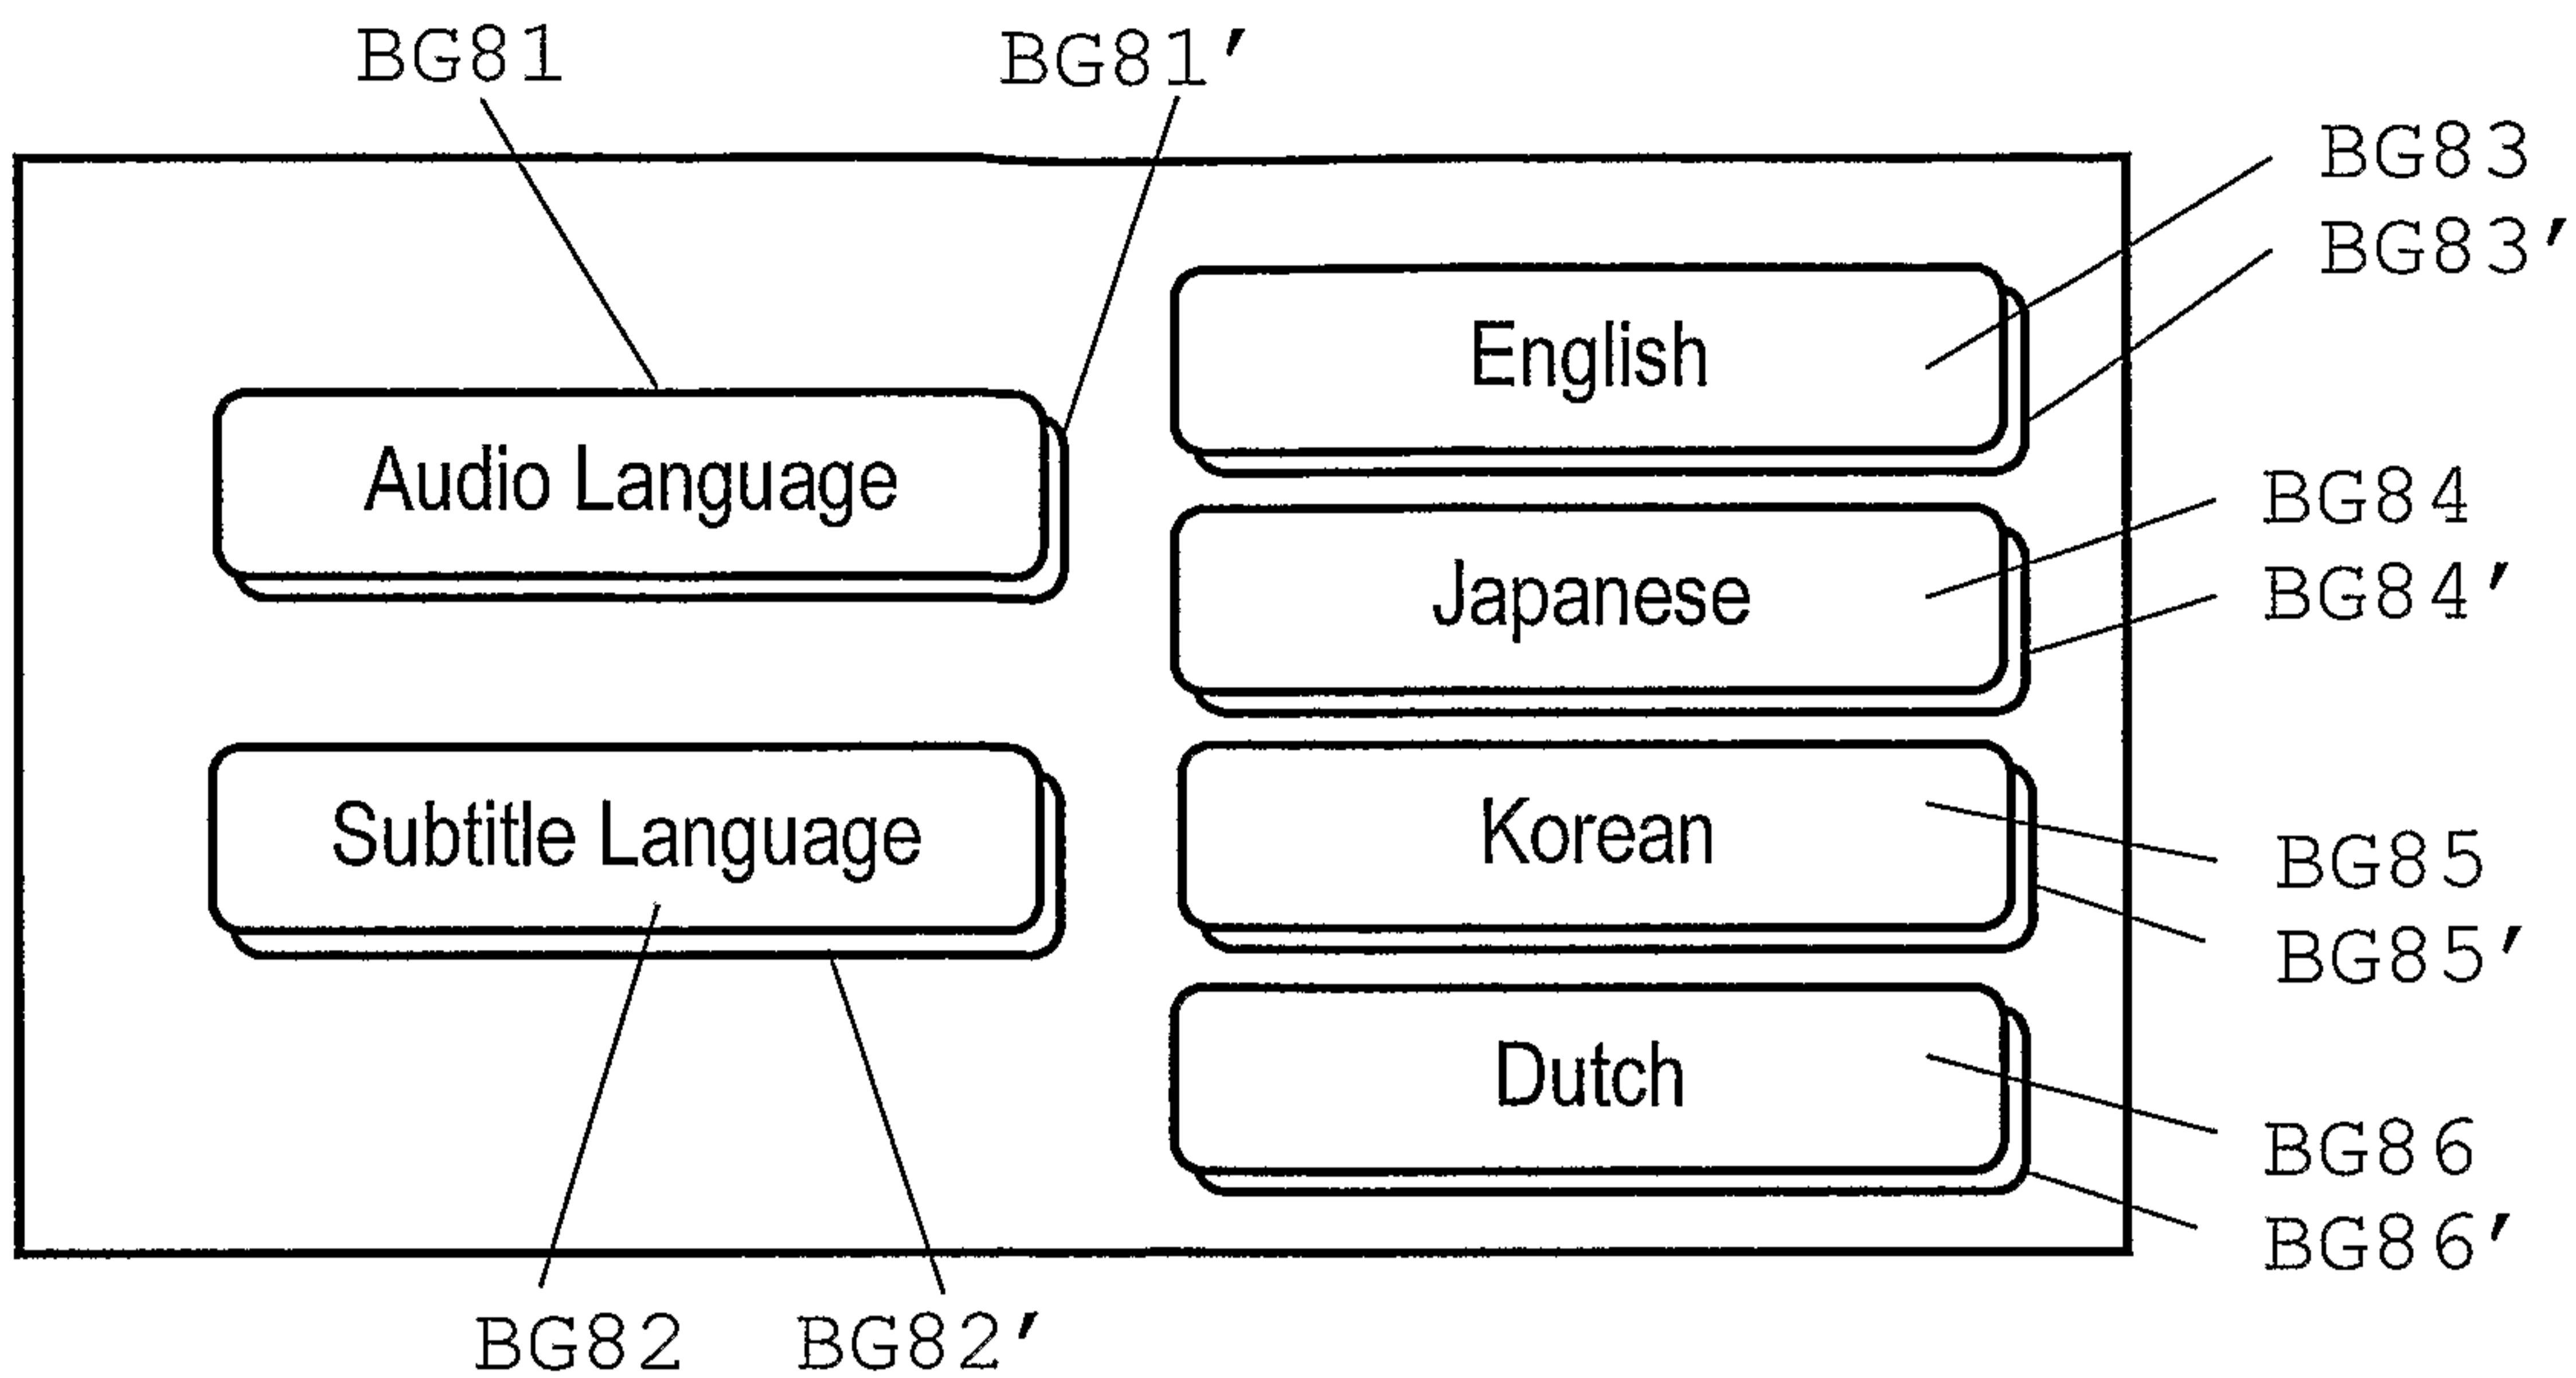 BG81
BG81'
BG83
BG83'
English
Audio Language
BG84
Japanese
BG84'
Subtitle Language
Korean
BG85
BG85'
Dutch
BG86
BG86'
BG82
BG82'